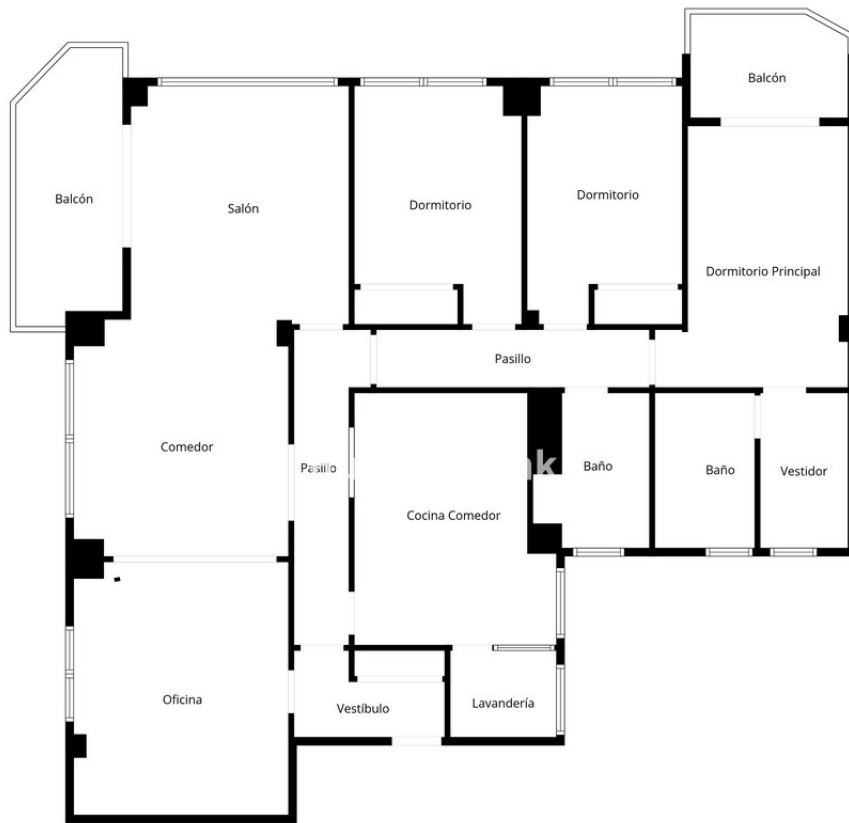 Balcón
Balcón
Salón
Dormitorio
Dormitorio
Dormitorio Principal
Pasillo
Comedor
Pasillo
Cocina Comedor
Baño
Baño
Vestidor
Oficina
Vestíbulo
Lavandería